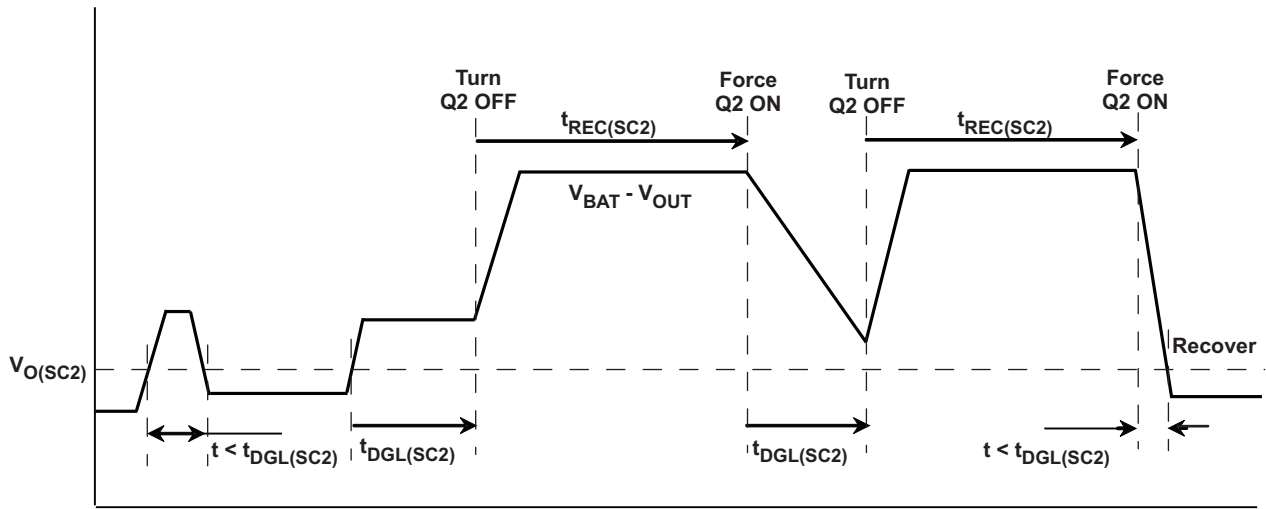 Turn
Q2 OFF
Force
Q2 ON
Turn
Q2 OFF
Force
Q2 ON
tREC(SC2)
tREC(SC2)
VBAT - VOUT
VO(SC2)
Recover
t < tDGL(SC2)
tDGL(SC2)
tDGL(SC2)
t < tDGL(SC2)